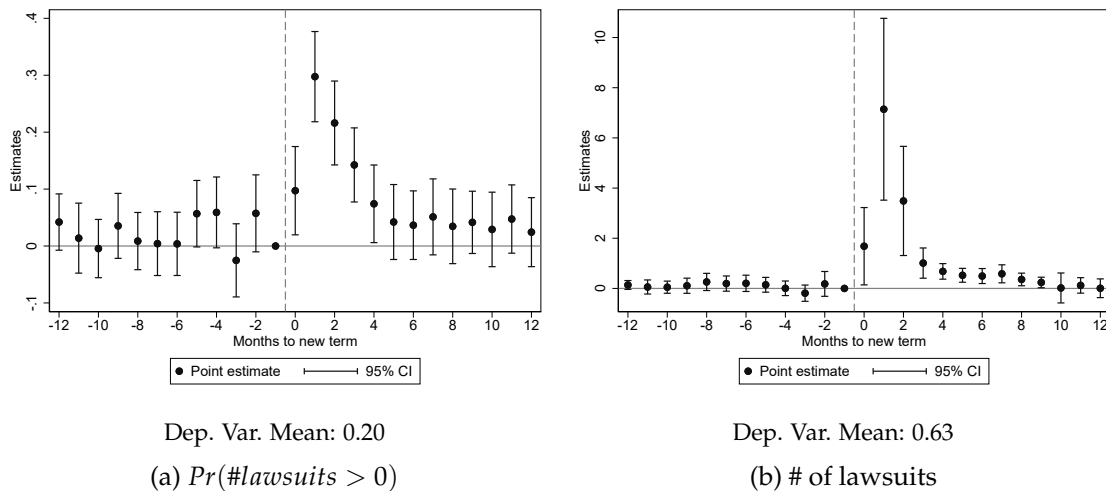 .4
.3
.2
.1
0
-.1
Estimates
-12 -10 -8 -6 -4 -2 0 2 4 6 8 10 12
Months to new term
Point estimate 95% CI
Dep. Var. Mean: 0.20
(a) Pr(#lawsuits > 0)
10
8
6
4
2
0
Estimates
-12 -10 -8 -6 -4 -2 0 2 4 6 8 10 12
Months to new term
Point estimate 95% CI
Dep. Var. Mean: 0.63
(b) # of lawsuits